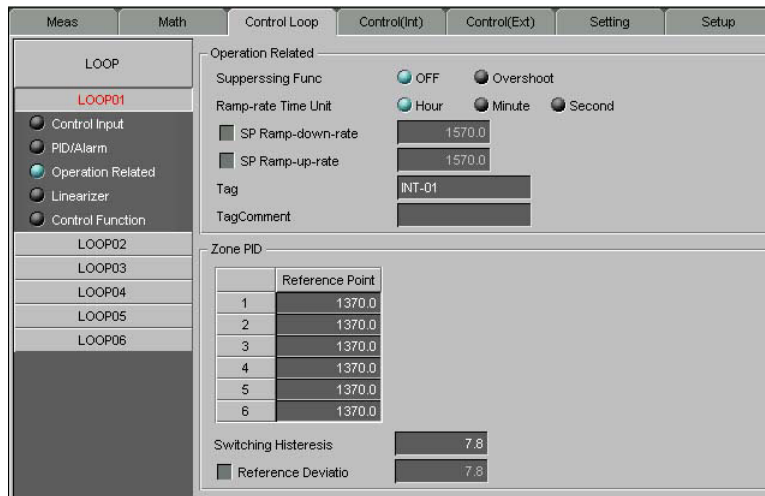 Meas Math Control Loop Control(Int) Control(Ext) Setting Setup
LOOP
LOOP01
Control Input
PID/Alarm
Operation Related
Linearizer
Control Function
LOOP02
LOOP03
LOOP04
LOOP05
LOOP06
Operation Related
Supperssing Func OFF Overshoot
Ramp-rate Time Unit Hour Minute Second
SP Ramp-down-rate 1570.0
SP Ramp-up-rate 1570.0
Tag INT-01
TagComment
Zone PID
Reference Point
1 1370.0
2 1370.0
3 1370.0
4 1370.0
5 1370.0
6 1370.0
Switching Histeresis 7.8
Reference Deviatio 7.8